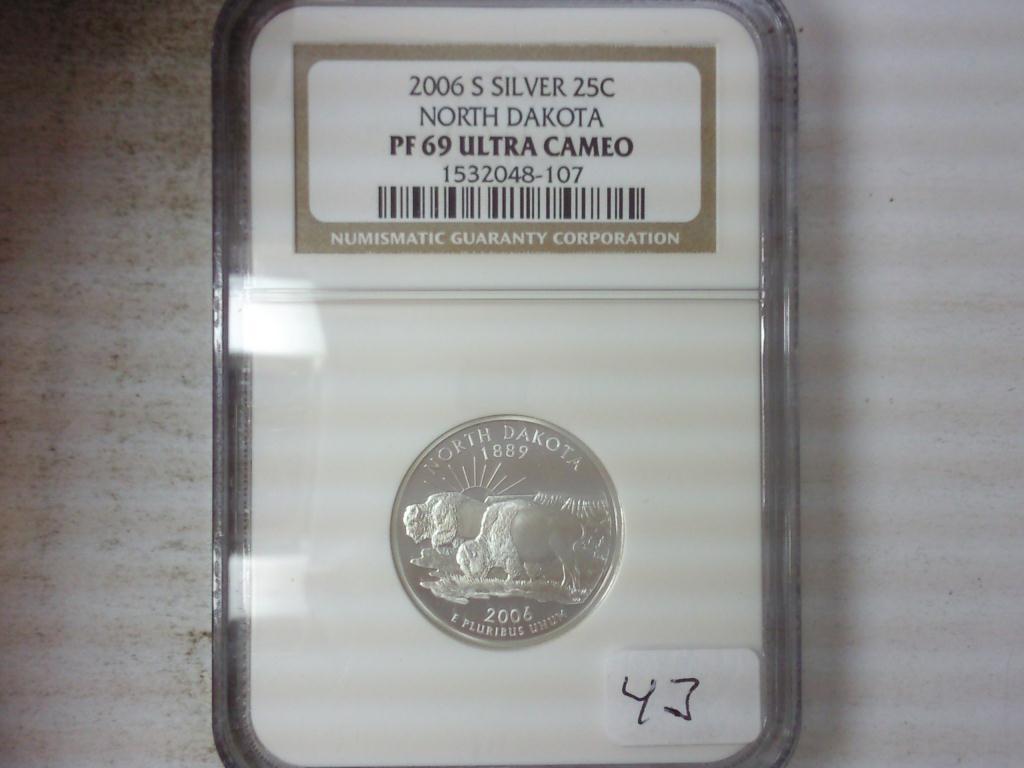 2006 S SILVER 25C
NORTH DAKOTA
PF 69 ULTRA CAMEO
1532048-107
NUMISMATIC GUARANTY CORPORATION
NORTH DAKOTA
1889
2006
E PLURIBUS UNUM
43